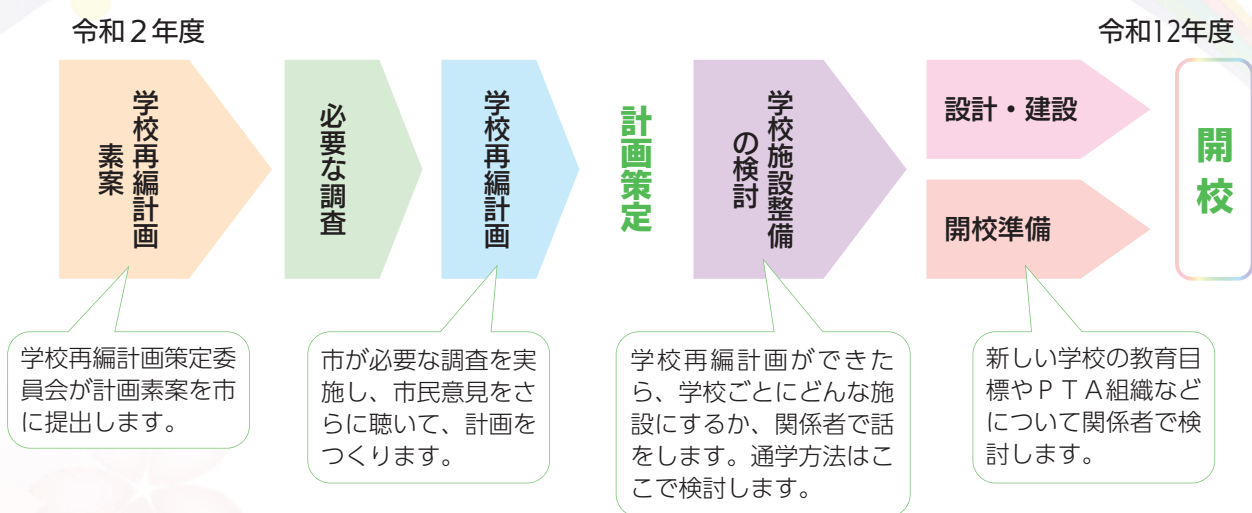 令和２年度
令和12年度
学校再編計画
素案
必要な調査
学校再編計画
計画策定
学校施設整備
の検討
設計・建設
開校準備
開校
学校再編計画策定委
員会が計画素案を市
に提出します。
市が必要な調査を実
施し、市民意見をさ
らに聴いて、計画を
つくります。
学校再編計画ができた
ら、学校ごとにどんな施
設にするか、関係者で話
をします。通学方法はこ
こで検討します。
新しい学校の教育目
標やＰＴＡ組織など
について関係者で検
討します。